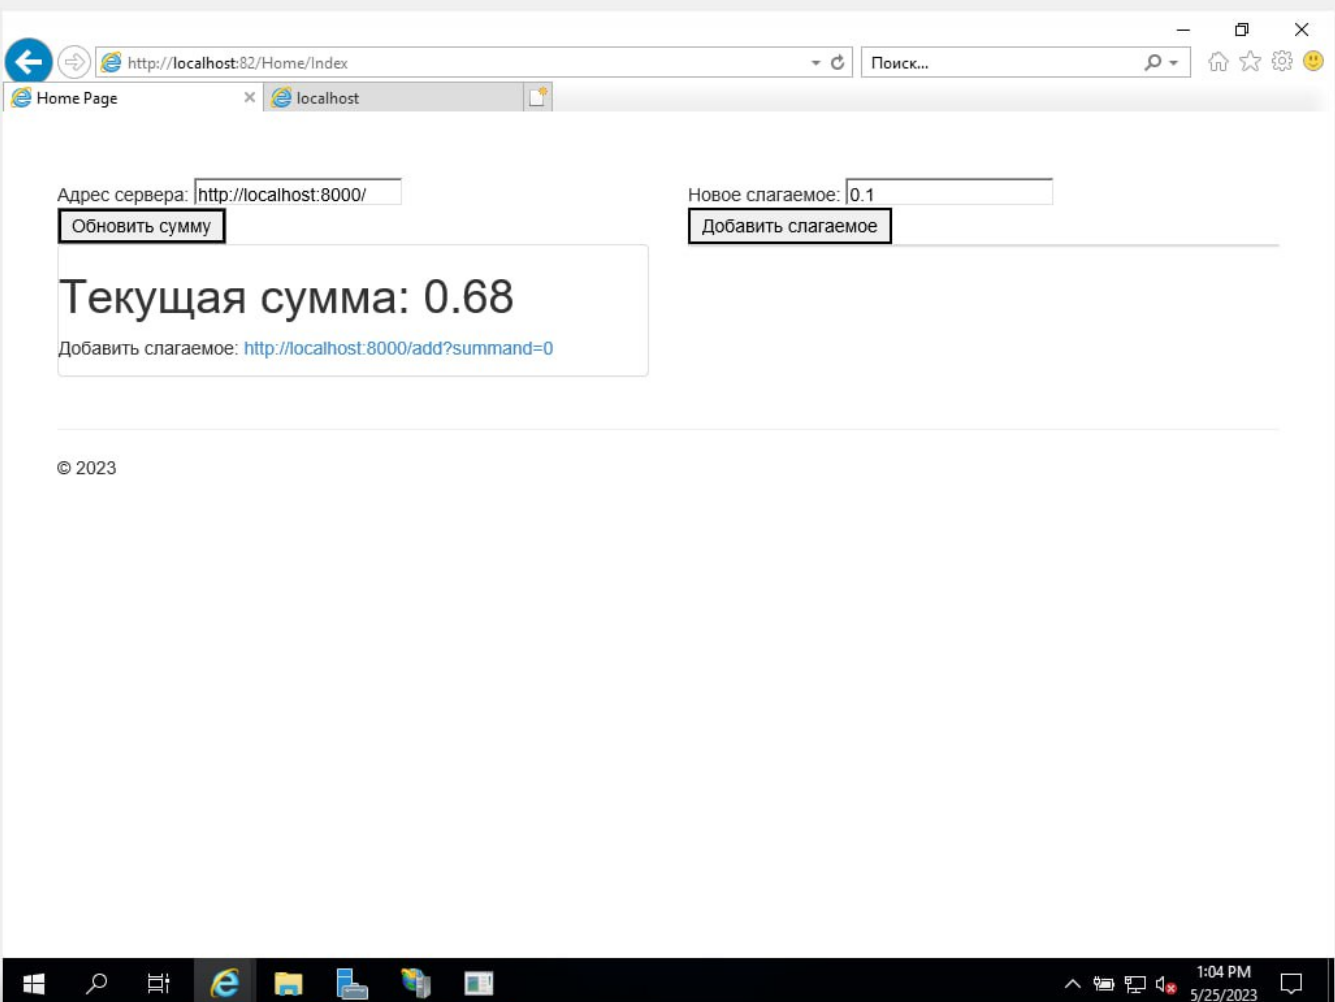 http://localhost:82/Home/Index
Поиск...
Home Page
localhost
Адрес сервера: http://localhost:8000/
Обновить сумму
Новое слагаемое: 0.1
Добавить слагаемое
Текущая сумма: 0.68
Добавить слагаемое: http://localhost:8000/add?summand=0
© 2023
1:04 PM
5/25/2023